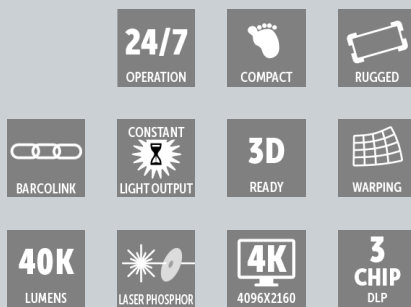 24/7
OPERATION
COMPACT
RUGGED
BARCOLINK
CONSTANT
LIGHT OUTPUT
3D
READY
WARPING
40K
LUMENS
LASER PHOSPHOR
4K
4096X2160
3
CHIP
DLP